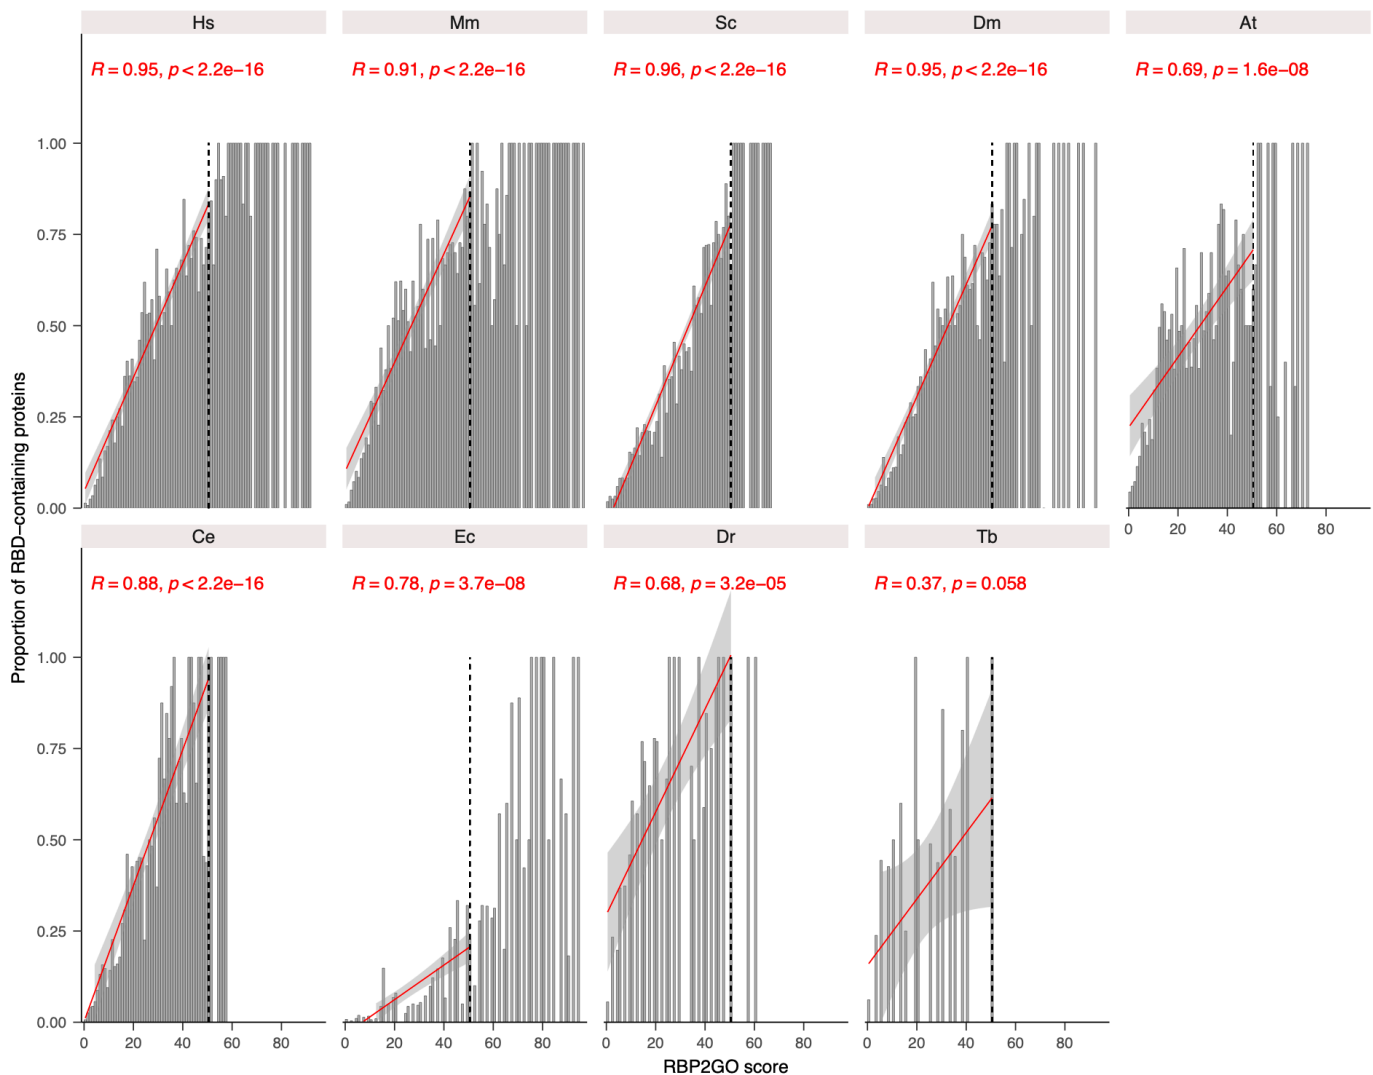 Hs Mm Sc Dm At
R = 0.95, p < 2.2e−16 R = 0.91, p < 2.2e−16 R = 0.96, p < 2.2e−16 R = 0.95, p < 2.2e−16 R = 0.69, p = 1.6e−08
1.00
0.75
0.50
0.25
0.00
0 20 40 60 80
Ce Ec Dr Tb
R = 0.88, p < 2.2e−16 R = 0.78, p = 3.7e−08 R = 0.68, p = 3.2e−05 R = 0.37, p = 0.058
1.00
0.75
0.50
0.25
0.00
0 20 40 60 80 0 20 40 60 80 0 20 40 60 80 0 20 40 60 80
Proportion of RBD−containing proteins
RBP2GO score